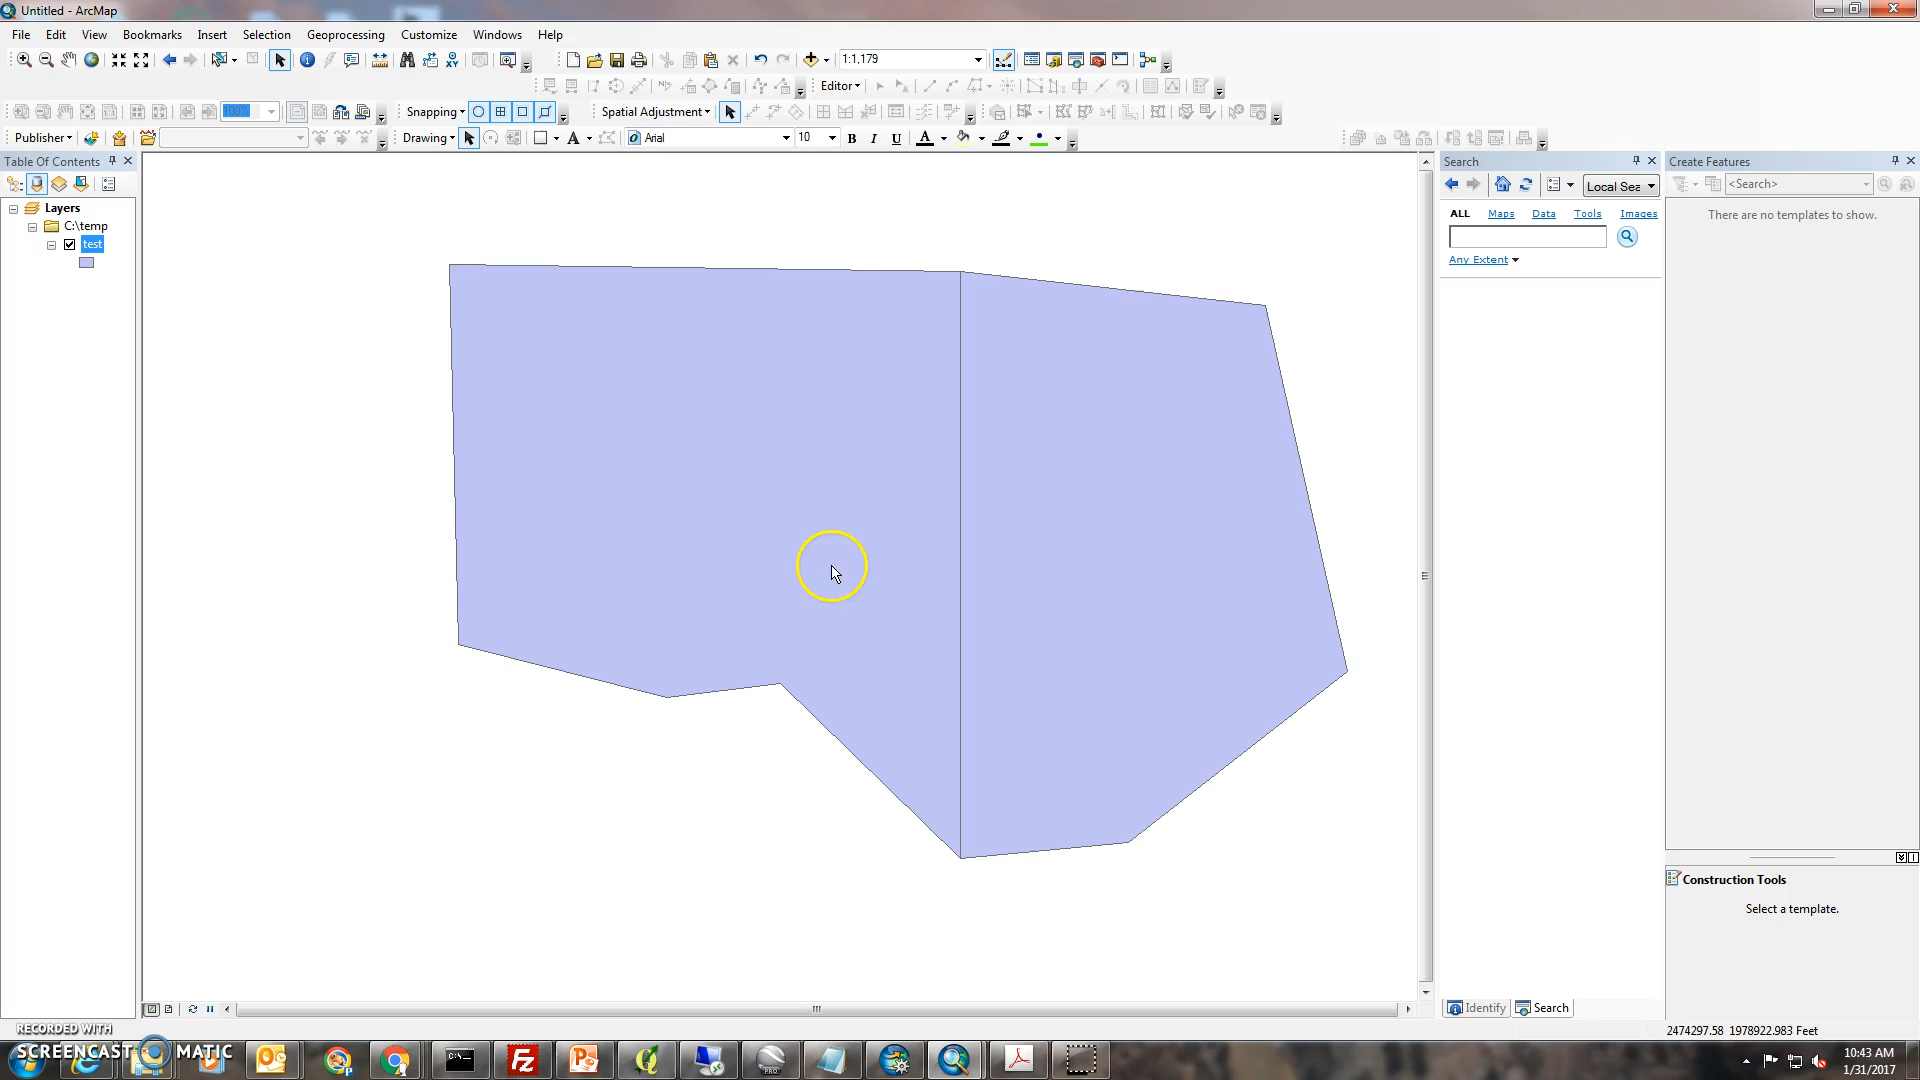 Untitled - ArcMap
File Edit View Bookmarks Insert Selection Geoprocessing Customize Windows Help
1:1,179
Editor
100%
Snapping
Spatial Adjustment
Publisher
Drawing
A
Arial
10
B I U A
Table Of Contents
Layers
C:\temp
test
Search
Local Sea
ALL Maps Data Tools Images
Any Extent
Create Features
<Search>
There are no templates to show.
Construction Tools
Select a template.
Identify
Search
2474297.58 1978922.983 Feet
RECORDED WITH
SCREENCAST MATIC
C:\
Fz
PRO
10:43 AM
1/31/2017